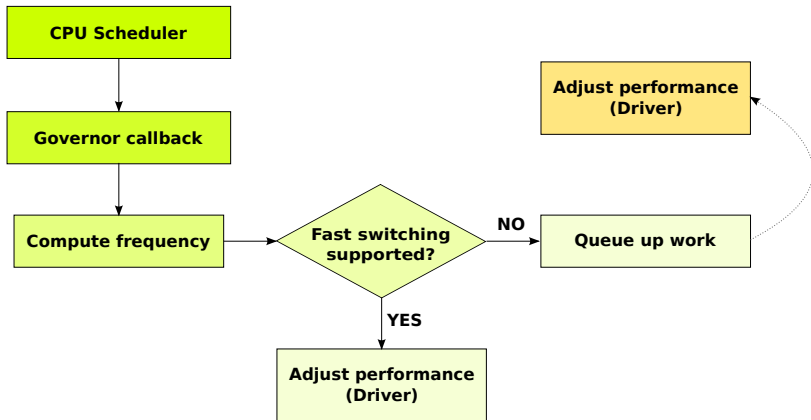 CPU Scheduler
Adjust performance
(Driver)
Governor callback
Compute frequency
Fast switching
supported?
NO
Queue up work
YES
Adjust performance
(Driver)